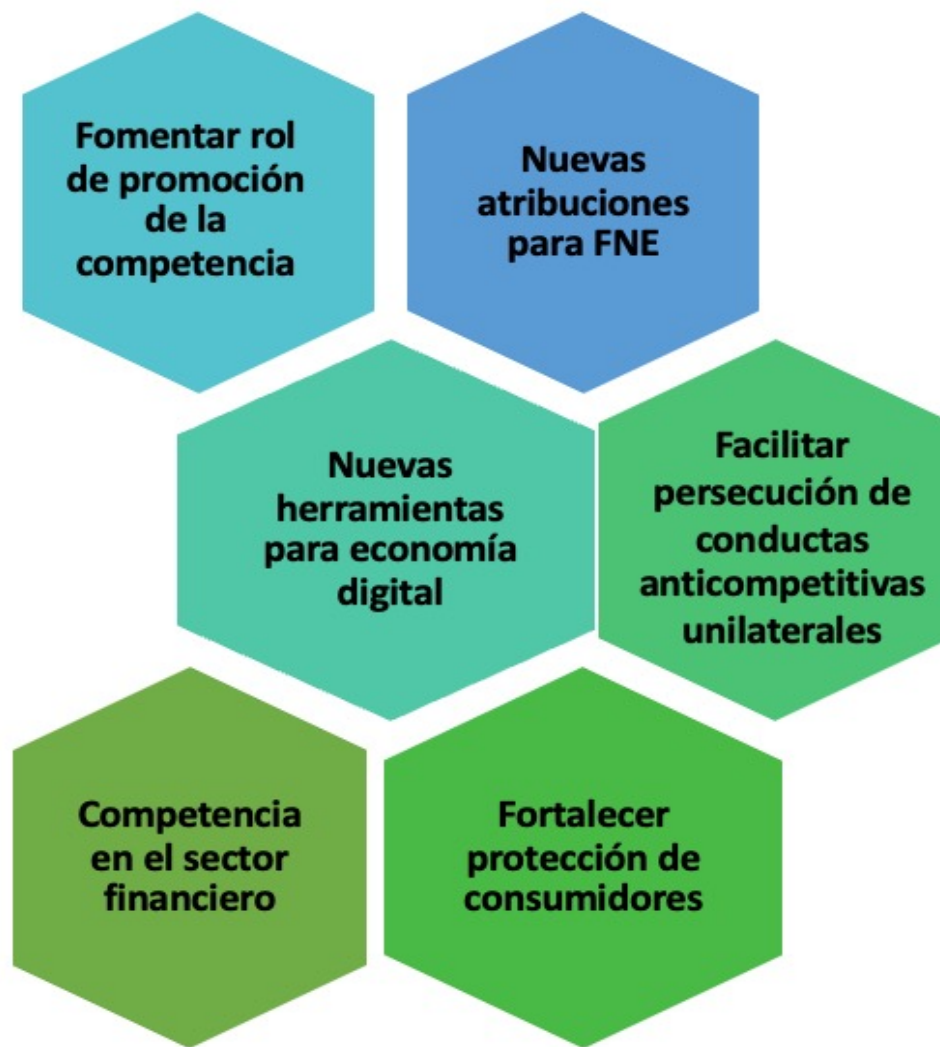 Fomentar rol
de promoción
de la
competencia
Nuevas
atribuciones
para FNE
Nuevas
herramientas
para economía
digital
Facilitar
persecución de
conductas
anticompetitivas
unilaterales
Competencia
en el sector
financiero
Fortalecer
protección de
consumidores